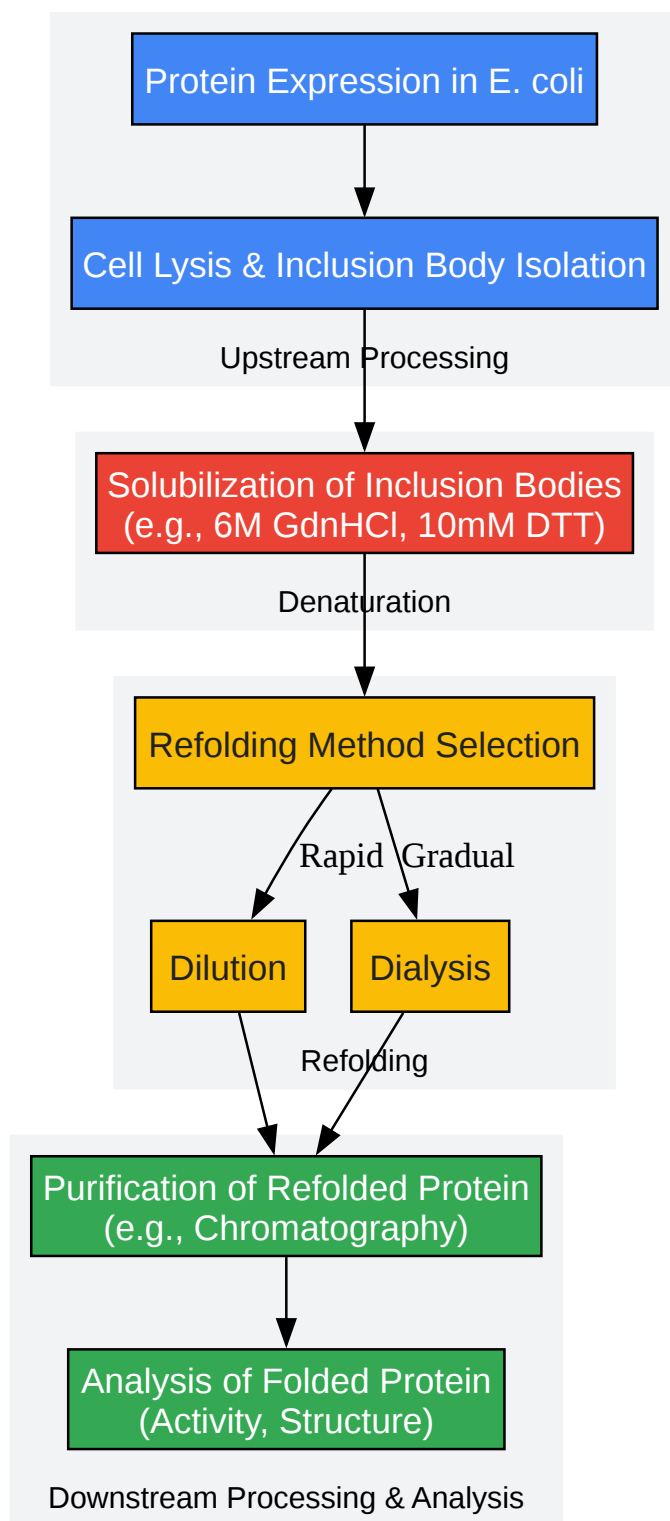 Protein Expression in E. coli
Cell Lysis & Inclusion Body Isolation
Upstream Processing
Solubilization of Inclusion Bodies
(e.g., 6M GdnHCl, 10mM DTT)
Denaturation
Refolding Method Selection
Rapid Gradual
Dilution Dialysis
Refolding
Purification of Refolded Protein
(e.g., Chromatography)
Analysis of Folded Protein
(Activity, Structure)
Downstream Processing & Analysis